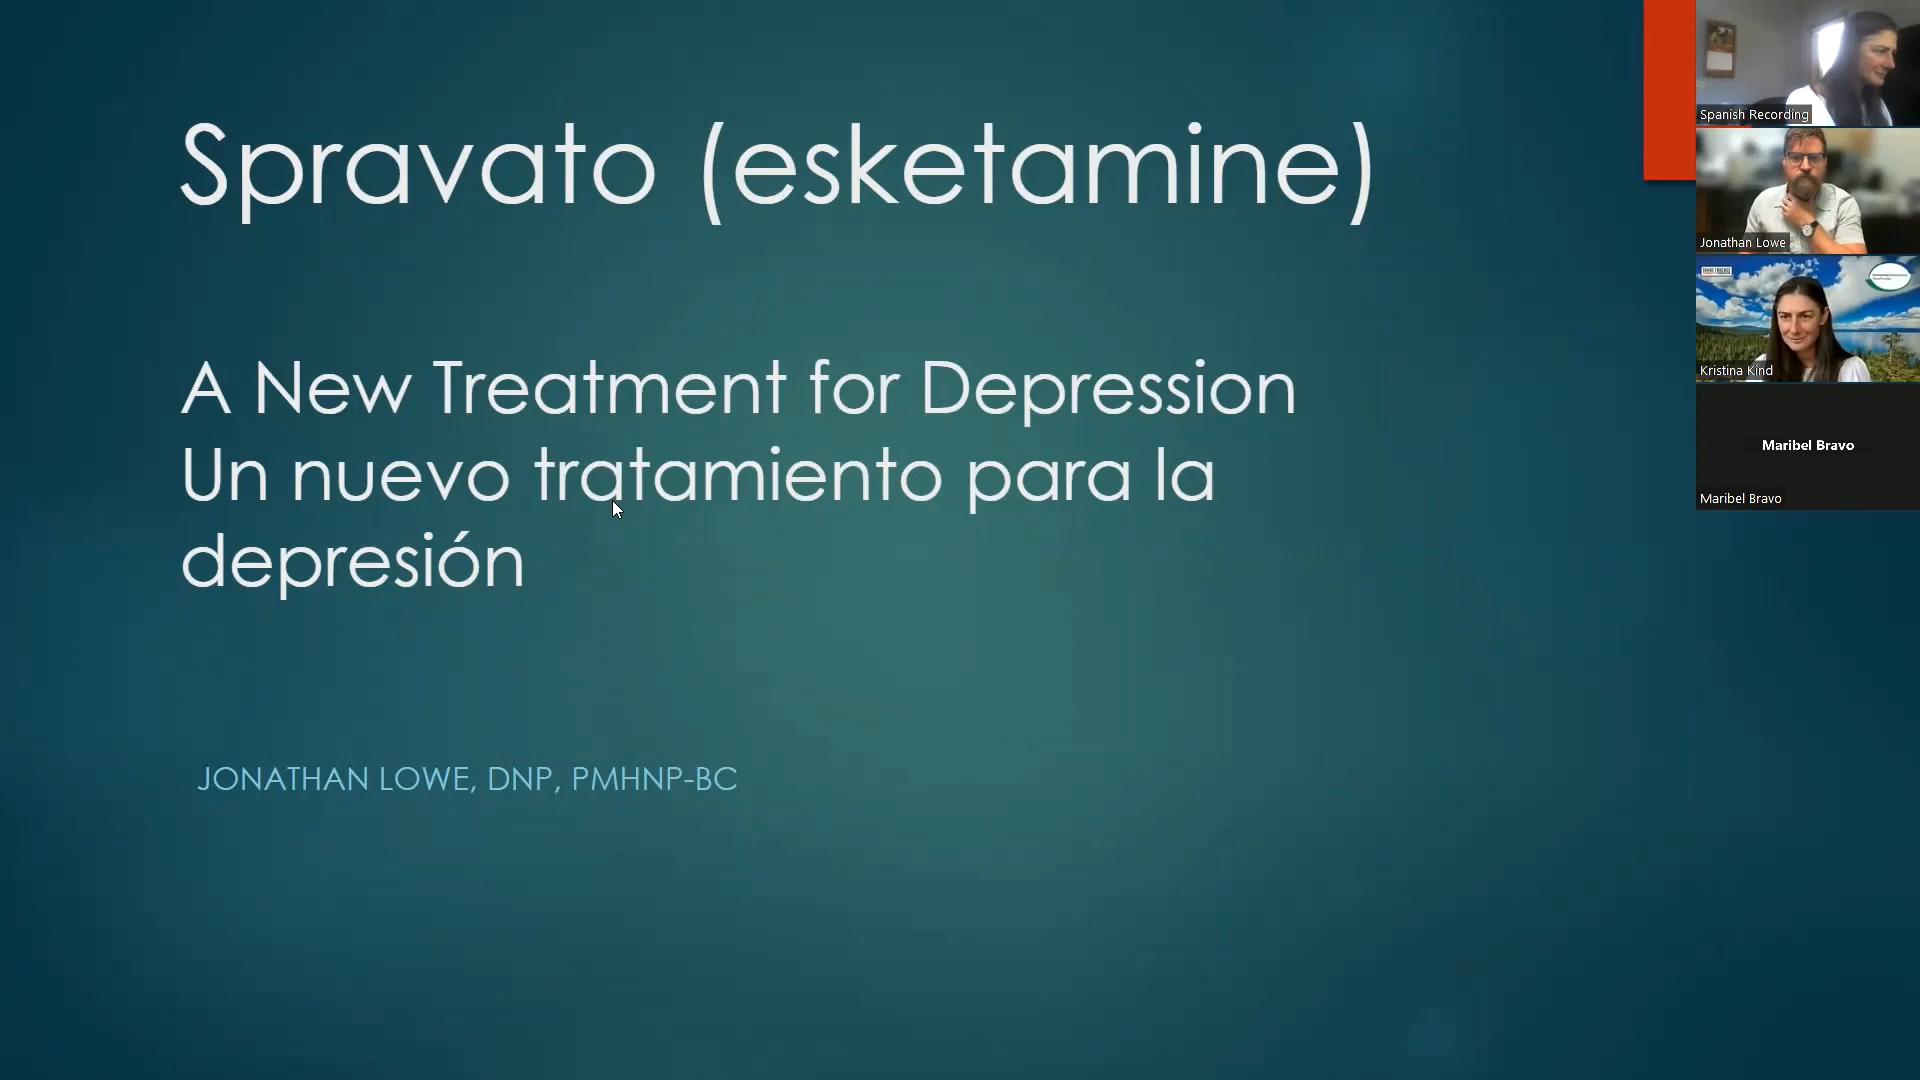 Spravato (esketamine)
A New Treatment for Depression
Un nuevo tratamiento para la
depresión
JONATHAN LOWE, DNP, PMHNP-BC
Spanish Recording
Jonathan Lowe
Kristina Kind
Maribel Bravo
Maribel Bravo